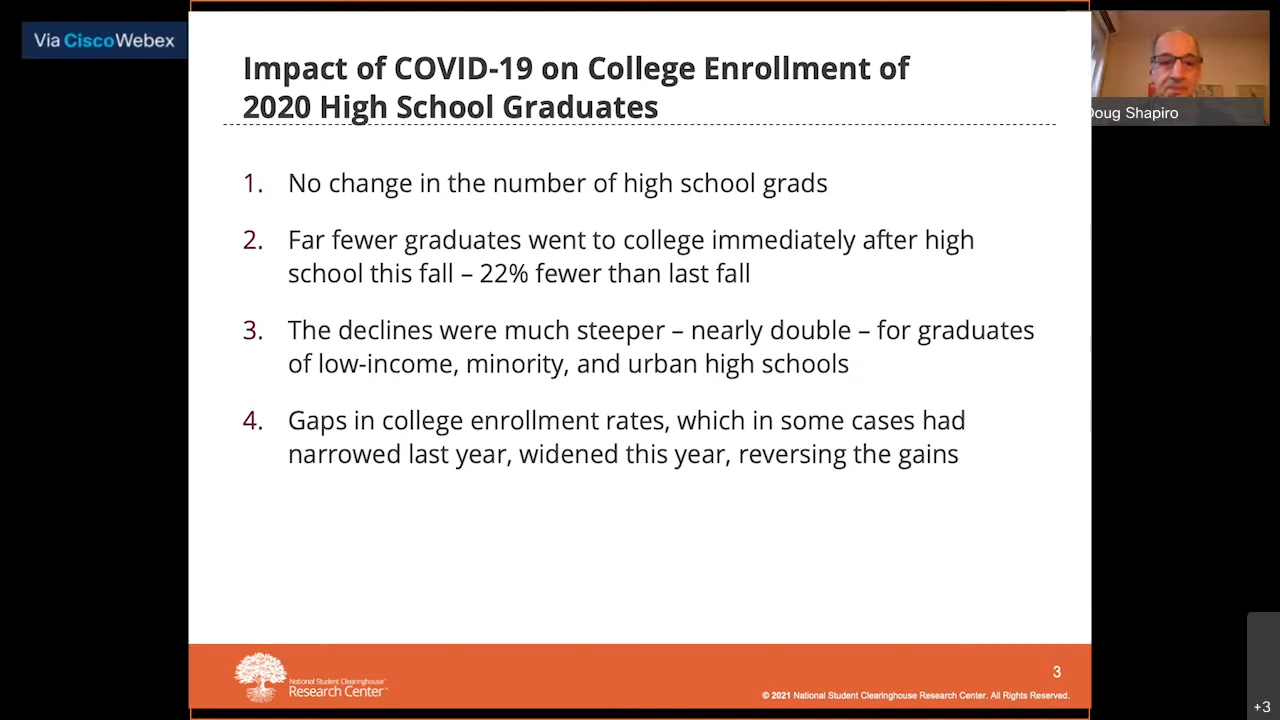 Via CiscoWebex
Impact of COVID-19 on College Enrollment of
2020 High School Graduates
Doug Shapiro
1. No change in the number of high school grads
2. Far fewer graduates went to college immediately after high
school this fall – 22% fewer than last fall
3. The declines were much steeper – nearly double – for graduates
of low-income, minority, and urban high schools
4. Gaps in college enrollment rates, which in some cases had
narrowed last year, widened this year, reversing the gains
National Student Clearinghouse™
Research Center™
3
© 2021 National Student Clearinghouse Research Center. All Rights Reserved.
+3